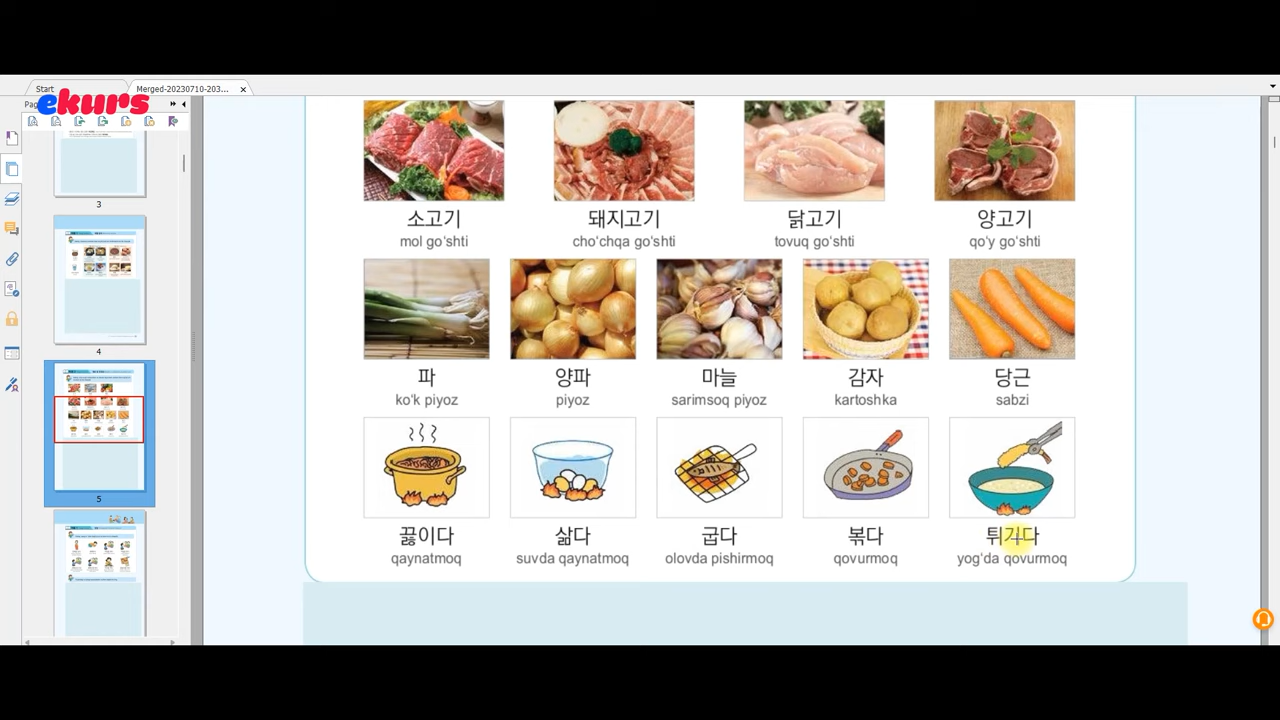 Start
Merged-20230710-203...
ekurs
소고기 돼지고기 닭고기 양고기
mol go'shti cho'chqa go'shti tovuq go'shti qo'y go'shti
파 양파 마늘 감자 당근
ko'k piyoz piyoz sarimsoq piyoz kartoshka sabzi
끓이다 삶다 굽다 볶다 튀기다
qaynatmoq suvda qaynatmoq olovda pishirmoq qovurmoq yog'da qovurmoq
3
4
5